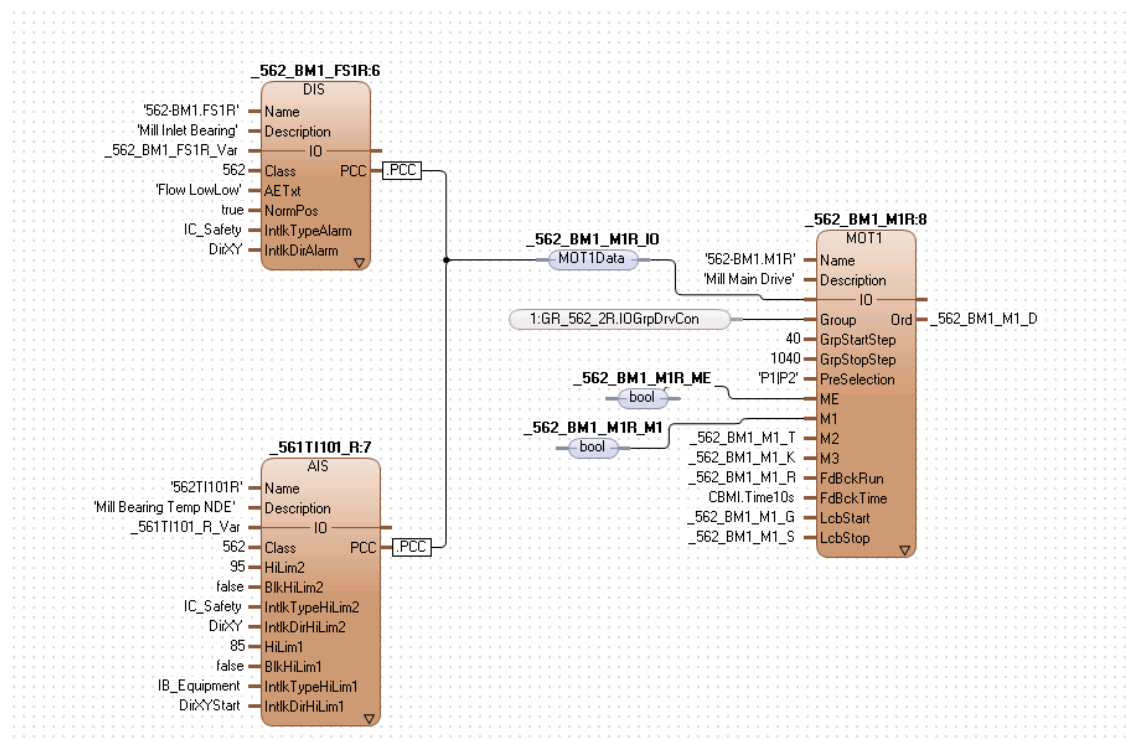 _562_BM1_FS1R:6
DIS
'562-BM1.FS1R' Name
'Mill Inlet Bearing' Description
_562_BM1_FS1R_Var IO
562 Class PCC .PCC
'Flow LowLow' AETxt
true NormPos
IC_Safety IntlkTypeAlarm
DirXY IntlkDirAlarm
_561TI101_R:7
AIS
'562TI101R' Name
'Mill Bearing Temp NDE' Description
_561TI101_R_Var IO
562 Class PCC .PCC
95 HiLim2
false BlkHiLim2
IC_Safety IntlkTypeHiLim2
DirXY IntlkDirHiLim2
85 HiLim1
false BlkHiLim1
IB_Equipment IntlkTypeHiLim1
DirXYStart IntlkDirHiLim1
_562_BM1_M1R_IO
MOT1Data
1:GR_562_2R.IOGrpDrvCon
_562_BM1_M1R_ME
bool
_562_BM1_M1R_M1
bool
_562_BM1_M1R:8
MOT1
'562-BM1.M1R' Name
'Mill Main Drive' Description
IO
Group Ord _562_BM1_M1_D
40 GrpStartStep
1040 GrpStopStep
'P1|P2' PreSelection
ME
M1
_562_BM1_M1_T M2
_562_BM1_M1_K M3
_562_BM1_M1_R FdBckRun
CBMI.Time10s FdBckTime
_562_BM1_M1_G LcbStart
_562_BM1_M1_S LcbStop